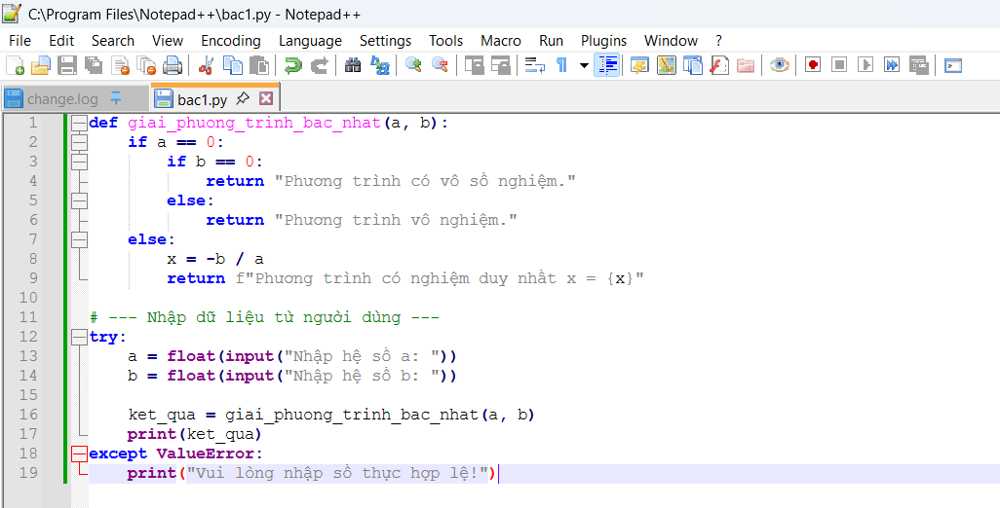 C:\Program Files\Notepad++\bac1.py - Notepad++
File Edit Search View Encoding Language Settings Tools Macro Run Plugins Window ?
change.log bac1.py
1 def giai_phuong_trinh_bac_nhat(a, b):
2     if a == 0:
3         if b == 0:
4             return "Phương trình có vô số nghiệm."
5         else:
6             return "Phương trình vô nghiệm."
7     else:
8         x = -b / a
9         return f"Phương trình có nghiệm duy nhất x = {x}"
10
11 # --- Nhập dữ liệu từ người dùng ---
12 try:
13     a = float(input("Nhập hệ số a: "))
14     b = float(input("Nhập hệ số b: "))
15
16     ket_qua = giai_phuong_trinh_bac_nhat(a, b)
17     print(ket_qua)
18 except ValueError:
19     print("Vui lòng nhập số thực hợp lệ!")